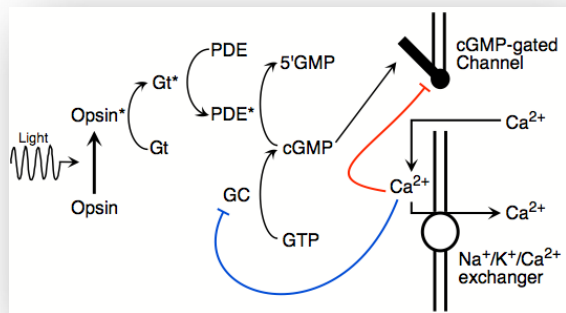 PDE
cGMP-gated
Channel
Gt*
5'GMP
Opsin*
PDE*
Light
Ca²⁺
Gt
cGMP
Ca²⁺
GC
Opsin
Ca²⁺
GTP
Na⁺/K⁺/Ca²⁺
exchanger